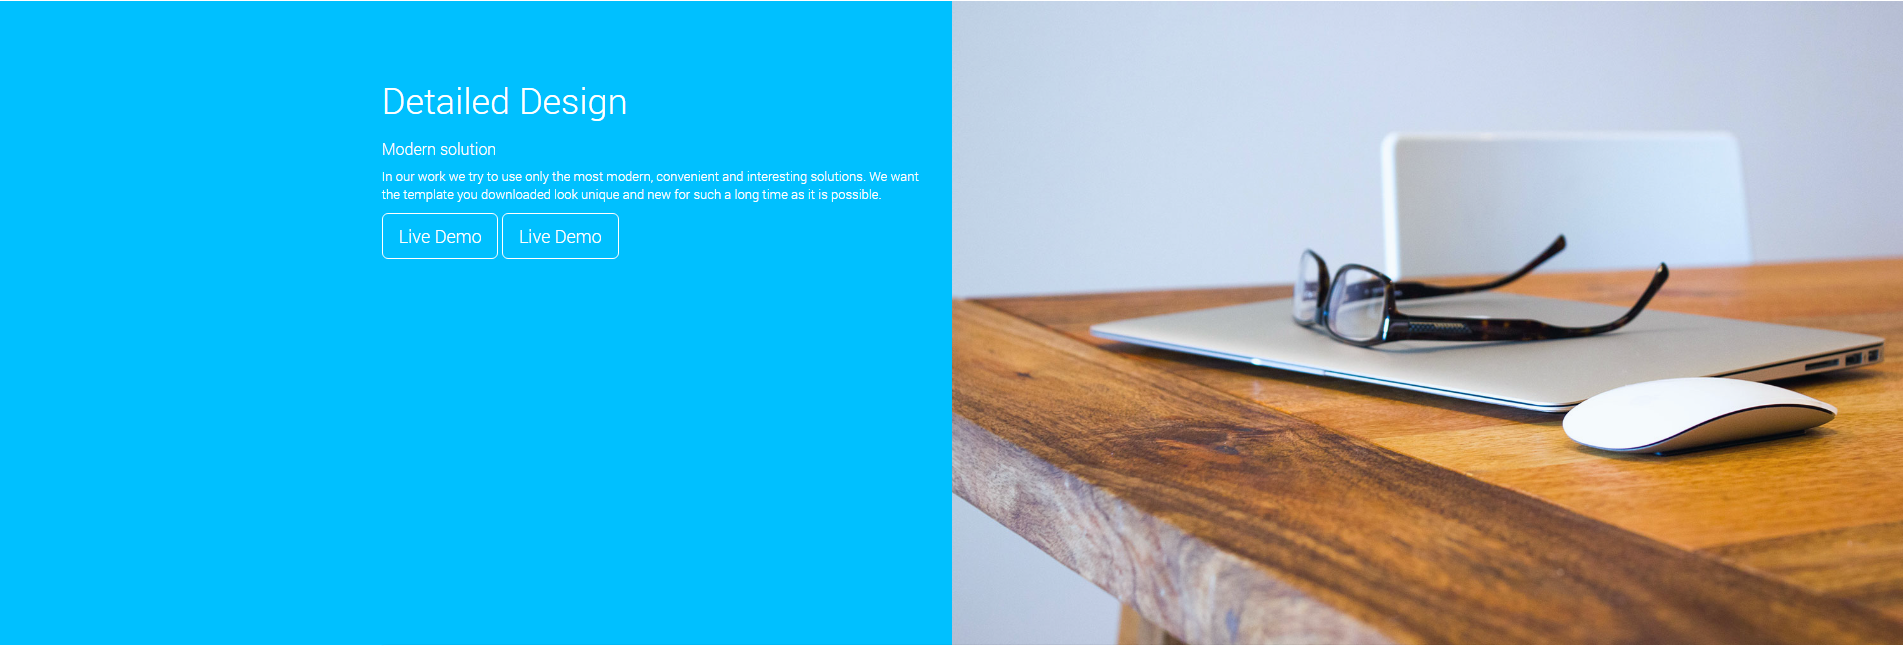 Detailed Design
Modern solution
In our work we try to use only the most modern, convenient and interesting solutions. We want
the template you downloaded look unique and new for such a long time as it is possible.
Live Demo Live Demo